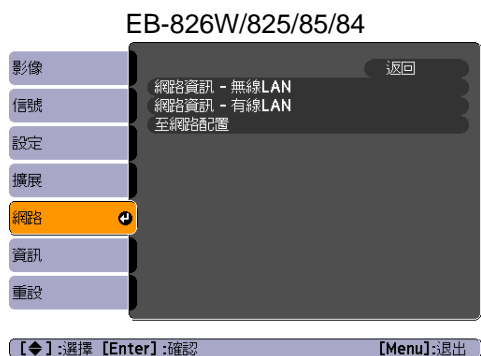 EB-826W/825/85/84
影像
信號
設定
擴展
網路
資訊
重設
返回
網路資訊 - 無線LAN
網路資訊 - 有線LAN
至網路配置
[◆]:選擇 [Enter]:確認 [Menu]:退出